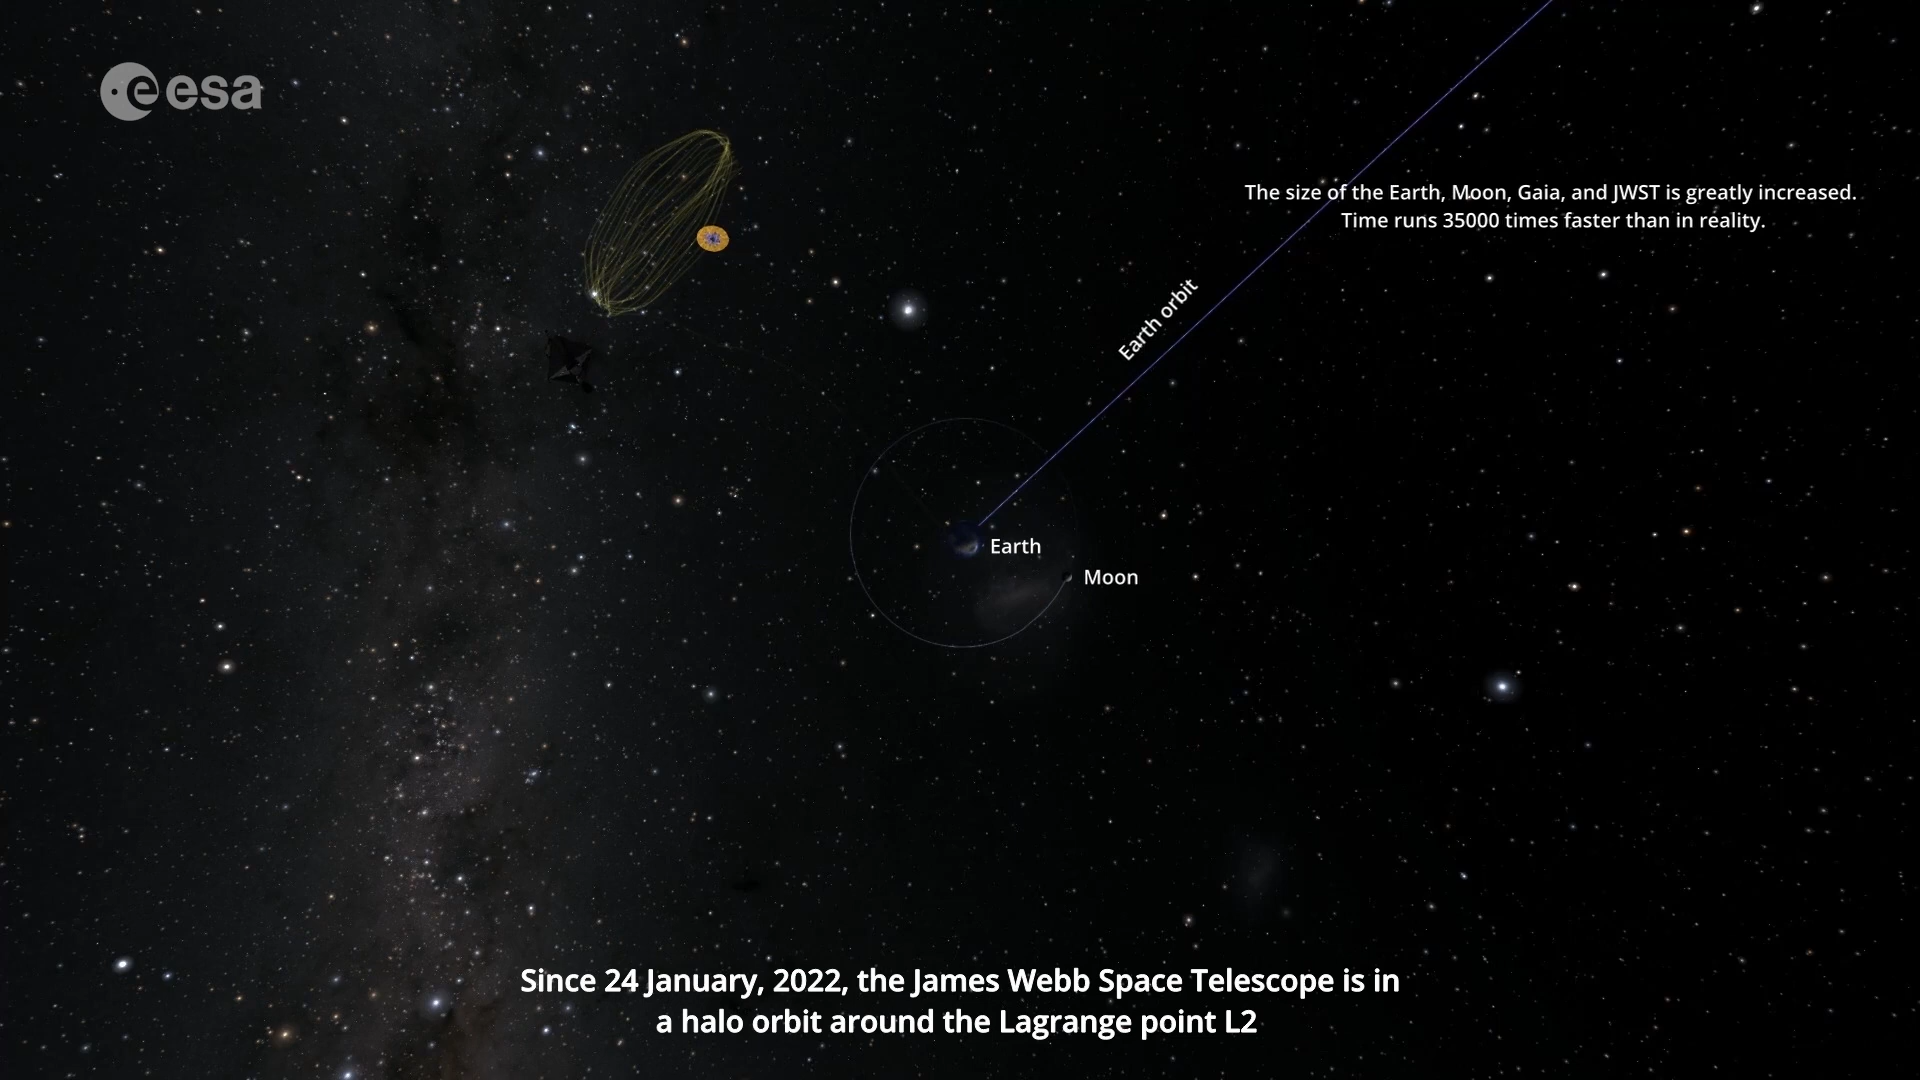 esa
The size of the Earth, Moon, Gaia, and JWST is greatly increased.
Time runs 35000 times faster than in reality.
Earth orbit
Earth
Moon
Since 24 January, 2022, the James Webb Space Telescope is in
a halo orbit around the Lagrange point L2